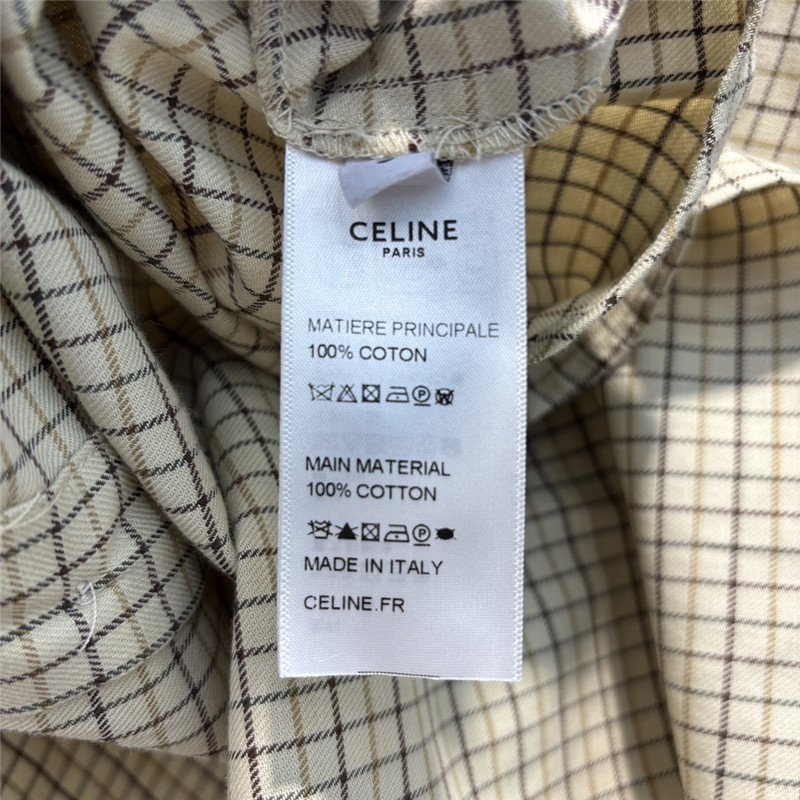 CELINE
PARIS
MATIERE PRINCIPALE
100% COTON
MAIN MATERIAL
100% COTTON
MADE IN ITALY
CELINE.FR